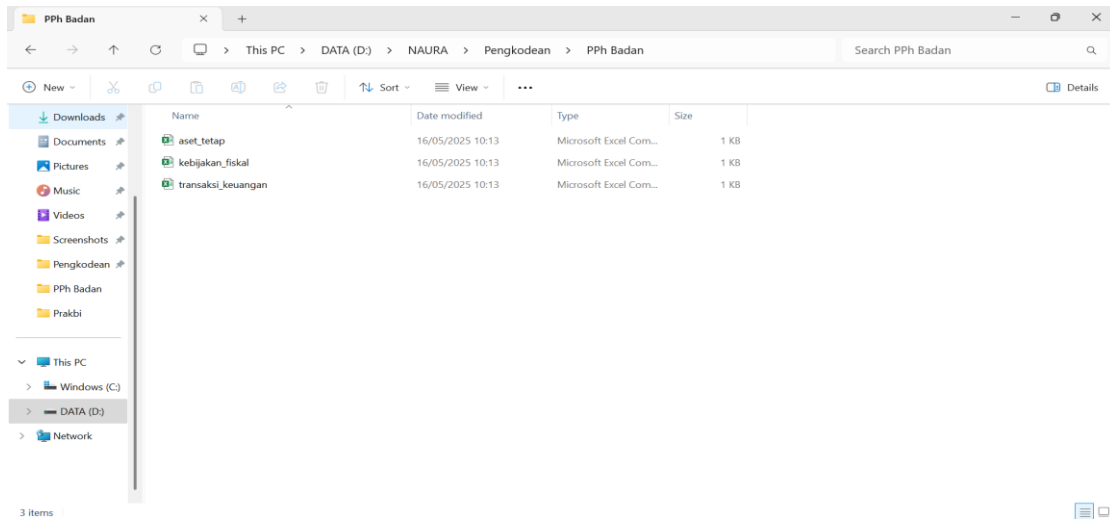 PPh Badan
This PC > DATA (D:) > NAURA > Pengkodean > PPh Badan
Search PPh Badan
New
Sort
View
Details
Downloads
Documents
Pictures
Music
Videos
Screenshots
Pengkodean
PPh Badan
Prakbi
This PC
Windows (C:)
DATA (D:)
Network
Name Date modified Type Size
aset_tetap 16/05/2025 10:13 Microsoft Excel Com... 1 KB
kebijakan_fiskal 16/05/2025 10:13 Microsoft Excel Com... 1 KB
transaksi_keuangan 16/05/2025 10:13 Microsoft Excel Com... 1 KB
3 items